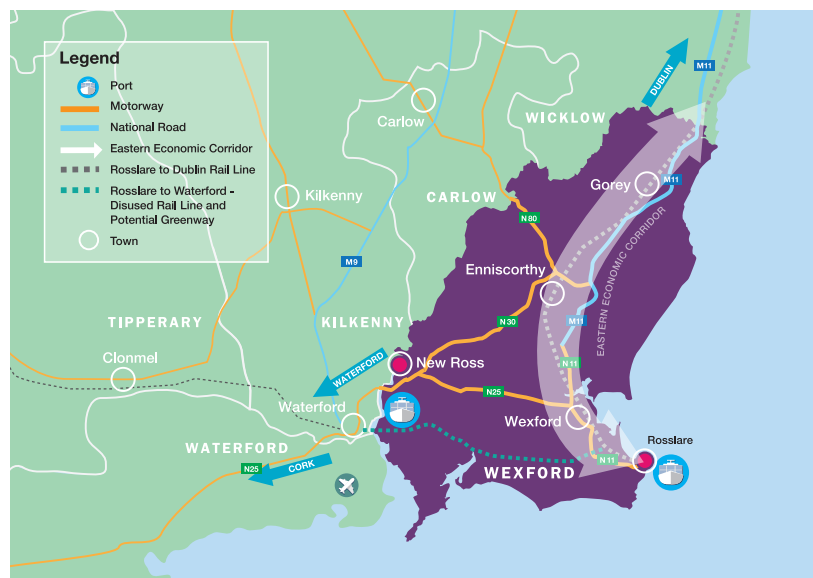 Legend
Port
Motorway
National Road
Eastern Economic Corridor
Rosslare to Dublin Rail Line
Rosslare to Waterford -
Disused Rail Line and
Potential Greenway
Town
DUBLIN
M11
WICKLOW
Carlow
Gorey
M11
Kilkenny
CARLOW
N80
EASTERN ECONOMIC CORRIDOR
M9
Enniscorthy
TIPPERARY
KILKENNY
N30
M11
Clonmel
WATERFORD
New Ross
N11
N25
Waterford
Wexford
Rosslare
WATERFORD
N25
CORK
WEXFORD
N11